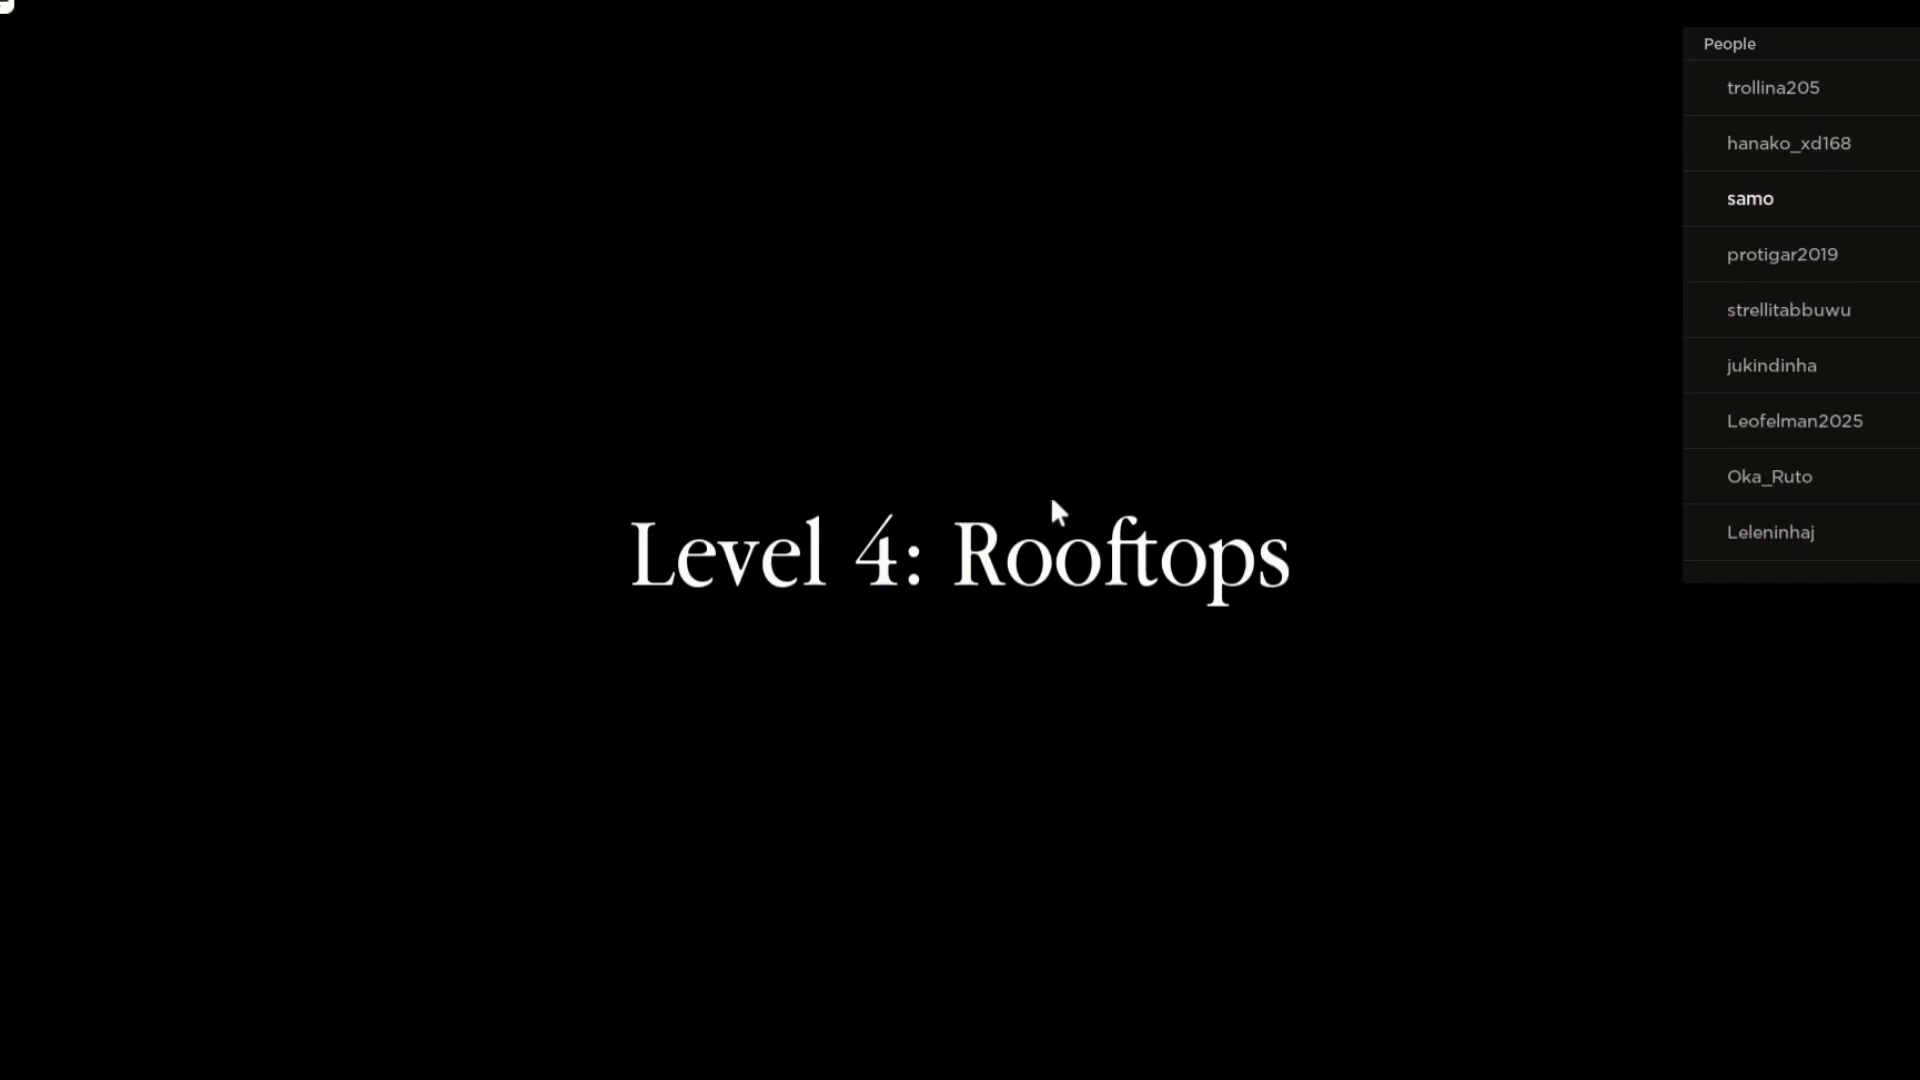 People
trollina205
hanako_xd168
samo
protigar2019
strellitabbuwu
jukindinha
Leofelman2025
Oka_Ruto
Leleninhaj
Level 4: Rooftops